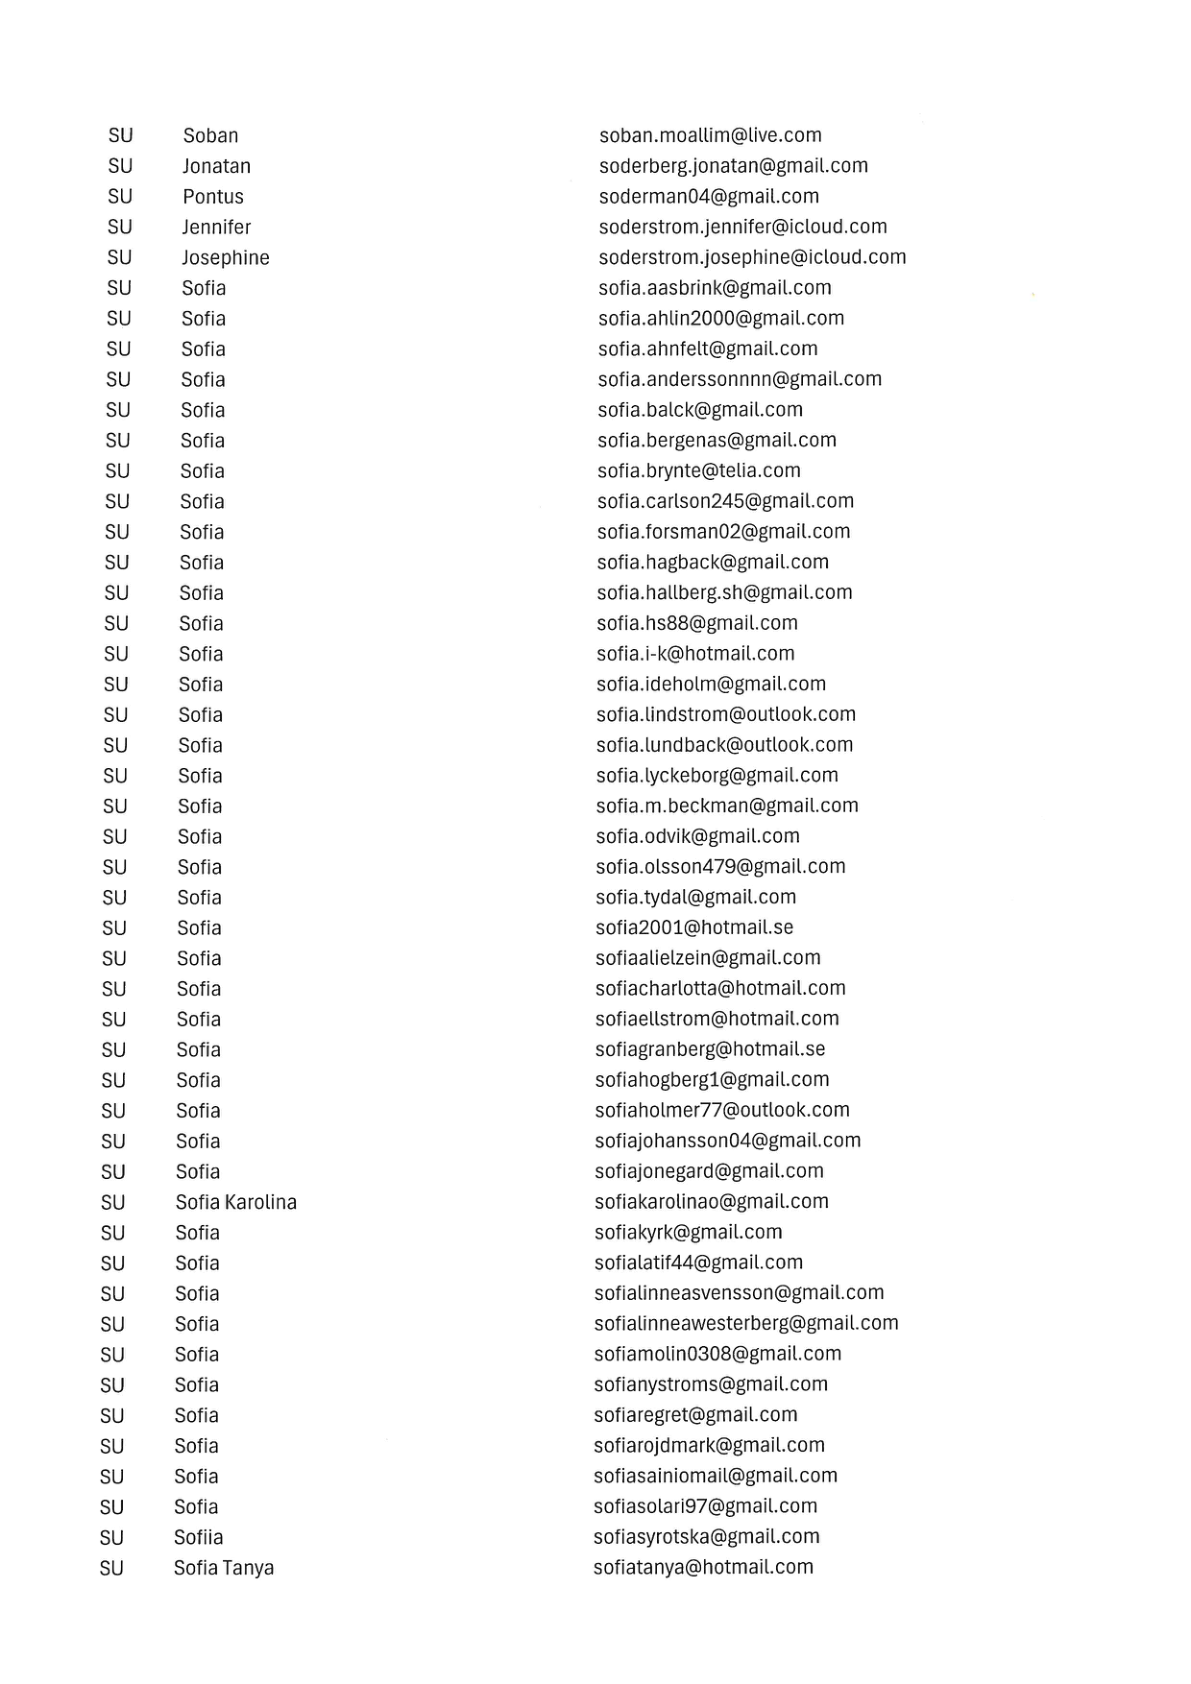 SU Soban soban.moallim@live.com
SU Jonatan soderberg.jonatan@gmail.com
SU Pontus soderman04@gmail.com
SU Jennifer soderstrom.jennifer@icloud.com
SU Josephine soderstrom.josephine@icloud.com
SU Sofia sofia.aasbrink@gmail.com
SU Sofia sofia.ahlin2000@gmail.com
SU Sofia sofia.ahnfelt@gmail.com
SU Sofia sofia.anderssonnnn@gmail.com
SU Sofia sofia.balck@gmail.com
SU Sofia sofia.bergenas@gmail.com
SU Sofia sofia.brynte@telia.com
SU Sofia sofia.carlson245@gmail.com
SU Sofia sofia.forsman02@gmail.com
SU Sofia sofia.hagback@gmail.com
SU Sofia sofia.hallberg.sh@gmail.com
SU Sofia sofia.hs88@gmail.com
SU Sofia sofia.i-k@hotmail.com
SU Sofia sofia.ideholm@gmail.com
SU Sofia sofia.lindstrom@outlook.com
SU Sofia sofia.lundback@outlook.com
SU Sofia sofia.lyckeborg@gmail.com
SU Sofia sofia.m.beckman@gmail.com
SU Sofia sofia.odvik@gmail.com
SU Sofia sofia.olsson479@gmail.com
SU Sofia sofia.tydal@gmail.com
SU Sofia sofia2001@hotmail.se
SU Sofia sofiaalielzein@gmail.com
SU Sofia sofiacharlotta@hotmail.com
SU Sofia sofiaellstrom@hotmail.com
SU Sofia sofiagranberg@hotmail.se
SU Sofia sofiahogberg1@gmail.com
SU Sofia sofiaholmer77@outlook.com
SU Sofia sofiajohansson04@gmail.com
SU Sofia sofiajonegard@gmail.com
SU Sofia Karolina sofiakarolinao@gmail.com
SU Sofia sofiakyrk@gmail.com
SU Sofia sofialatif44@gmail.com
SU Sofia sofialinneasvensson@gmail.com
SU Sofia sofialinneawesterberg@gmail.com
SU Sofia sofiamolin0308@gmail.com
SU Sofia sofianystroms@gmail.com
SU Sofia sofiaregret@gmail.com
SU Sofia sofiarojdmark@gmail.com
SU Sofia sofiasainiomail@gmail.com
SU Sofia sofiasolari97@gmail.com
SU Sofiia sofiasyrotska@gmail.com
SU Sofia Tanya sofiatanya@hotmail.com